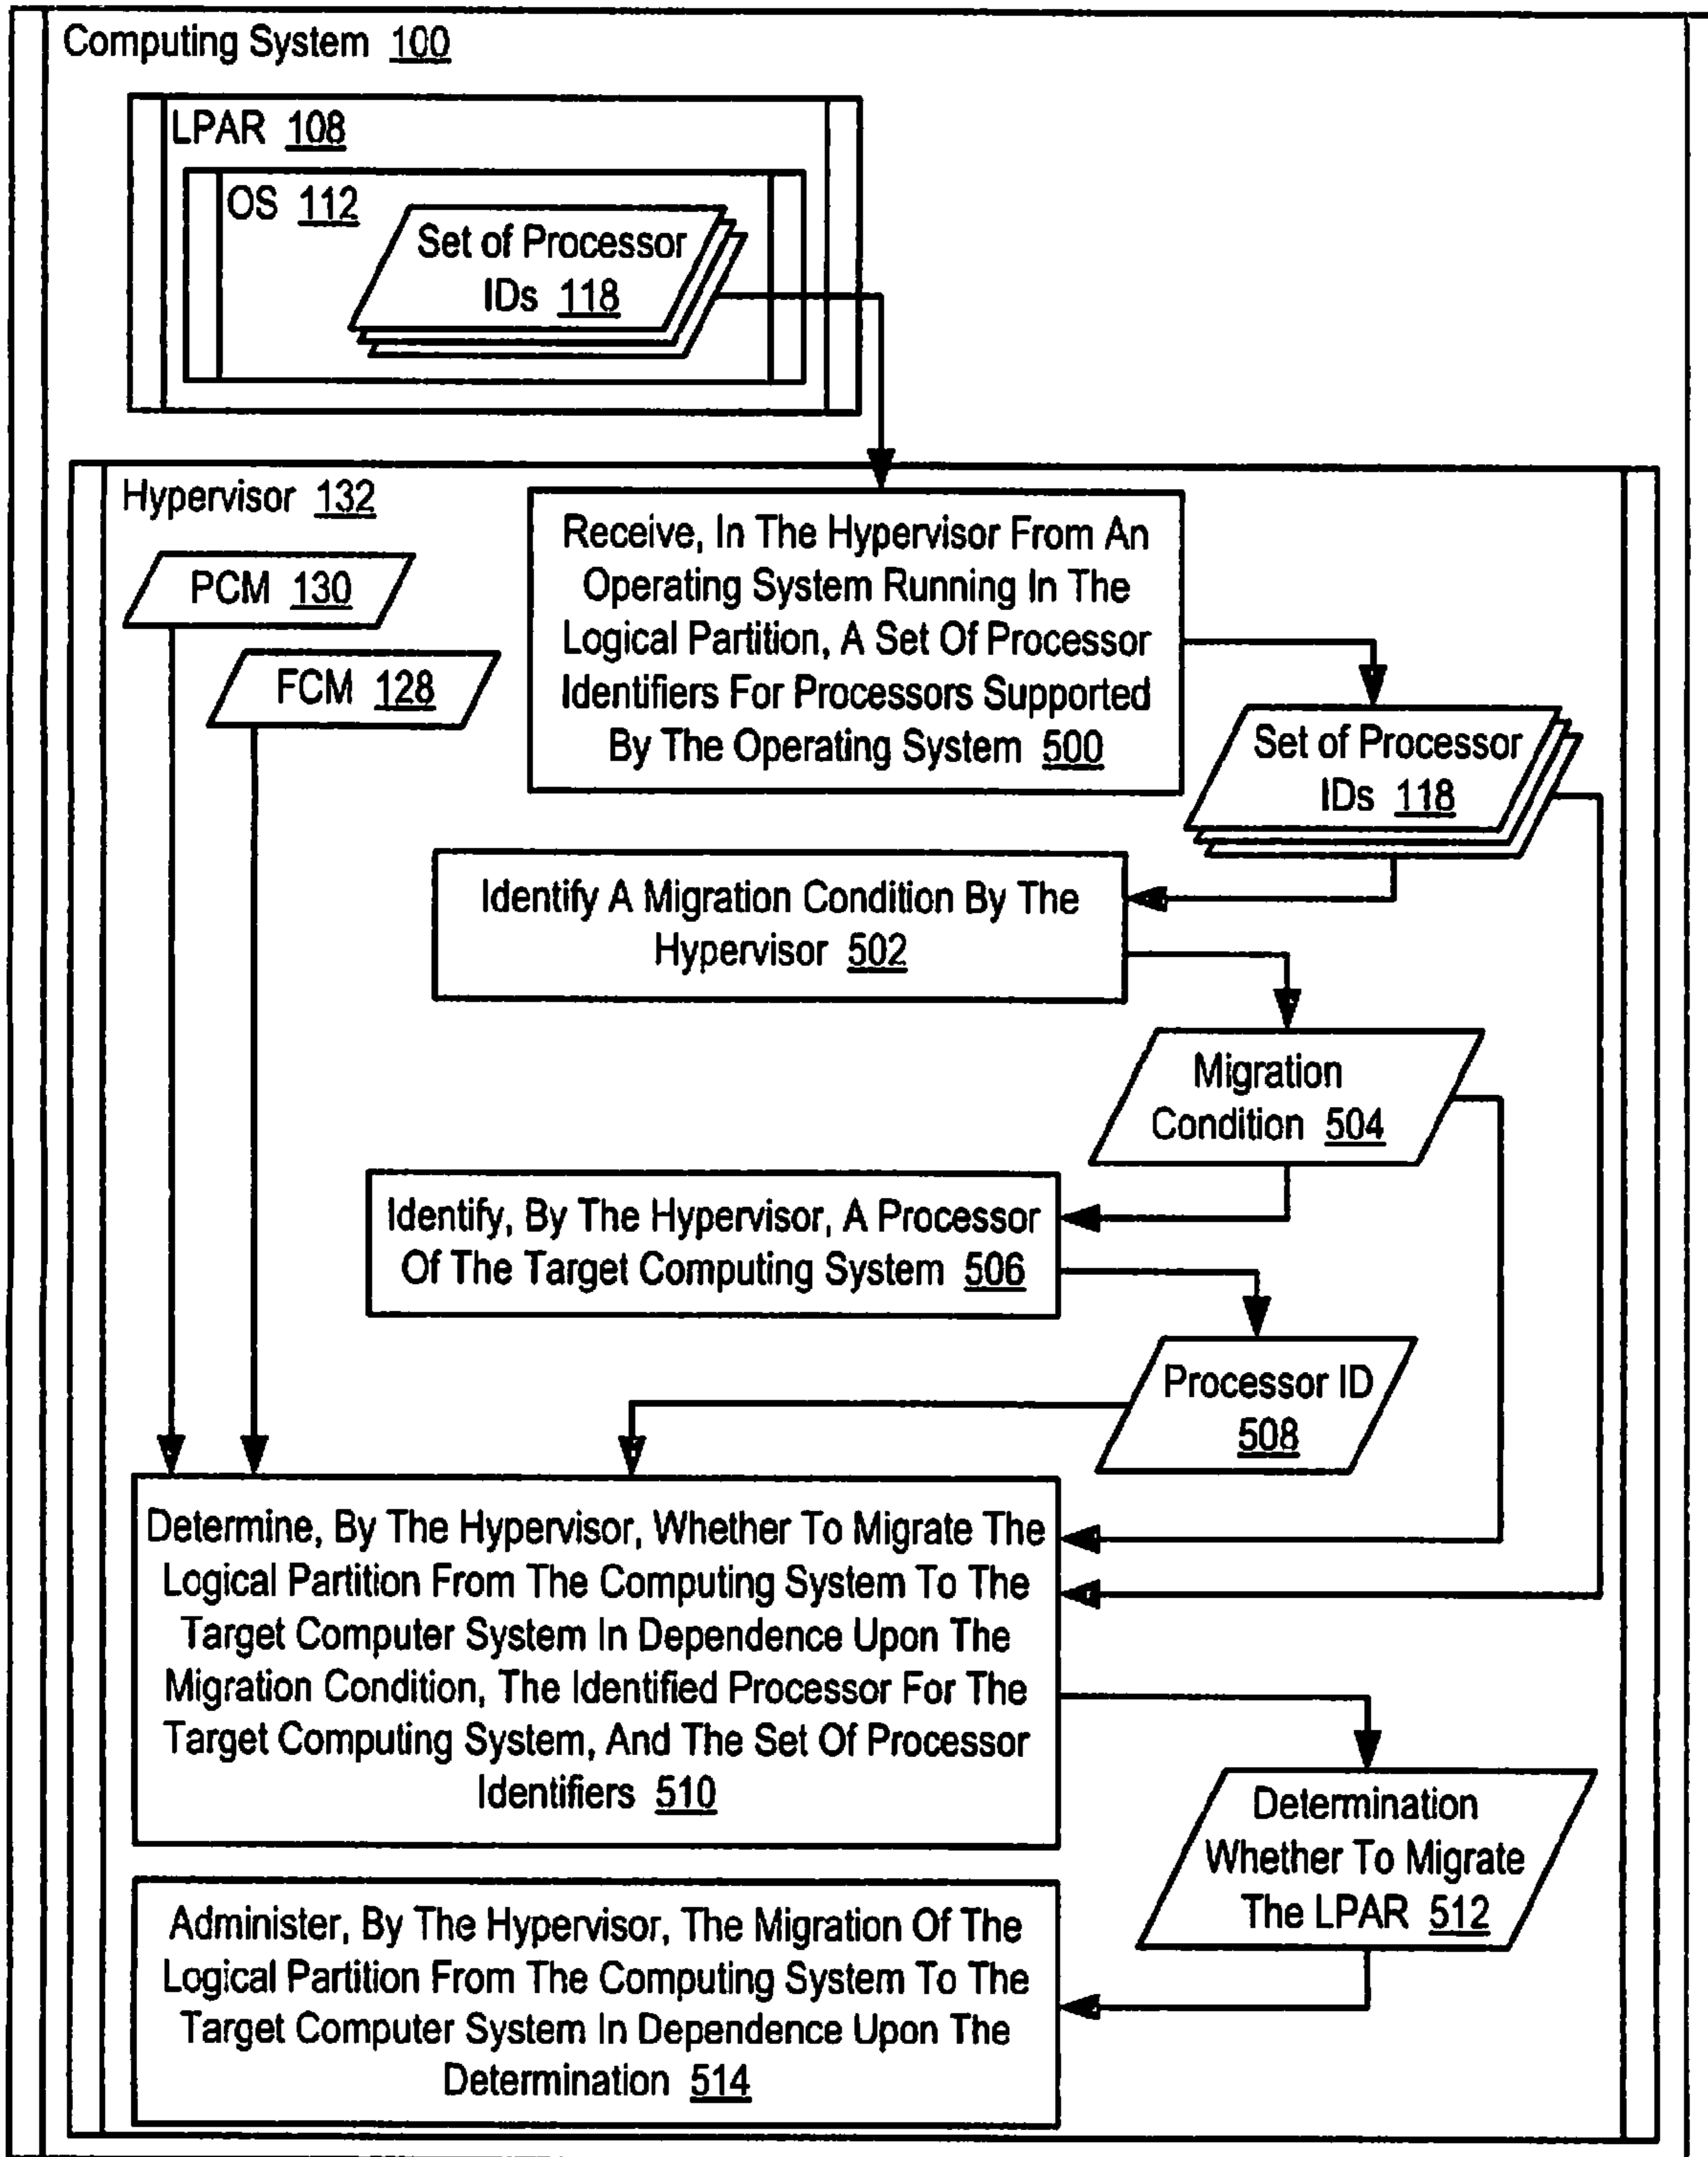 Computing System 100
LPAR 108
OS 112
Set of Processor
IDs 118
Hypervisor 132
PCM 130
FCM 128
Receive, In The Hypervisor From An
Operating System Running In The
Logical Partition, A Set Of Processor
Identifiers For Processors Supported
By The Operating System 500
Set of Processor
IDs 118
Identify A Migration Condition By The
Hypervisor 502
Migration
Condition 504
Identify, By The Hypervisor, A Processor
Of The Target Computing System 506
Processor ID
508
Determine, By The Hypervisor, Whether To Migrate The
Logical Partition From The Computing System To The
Target Computer System In Dependence Upon The
Migration Condition, The Identified Processor For The
Target Computing System, And The Set Of Processor
Identifiers 510
Determination
Whether To Migrate
The LPAR 512
Administer, By The Hypervisor, The Migration Of The
Logical Partition From The Computing System To The
Target Computer System In Dependence Upon The
Determination 514